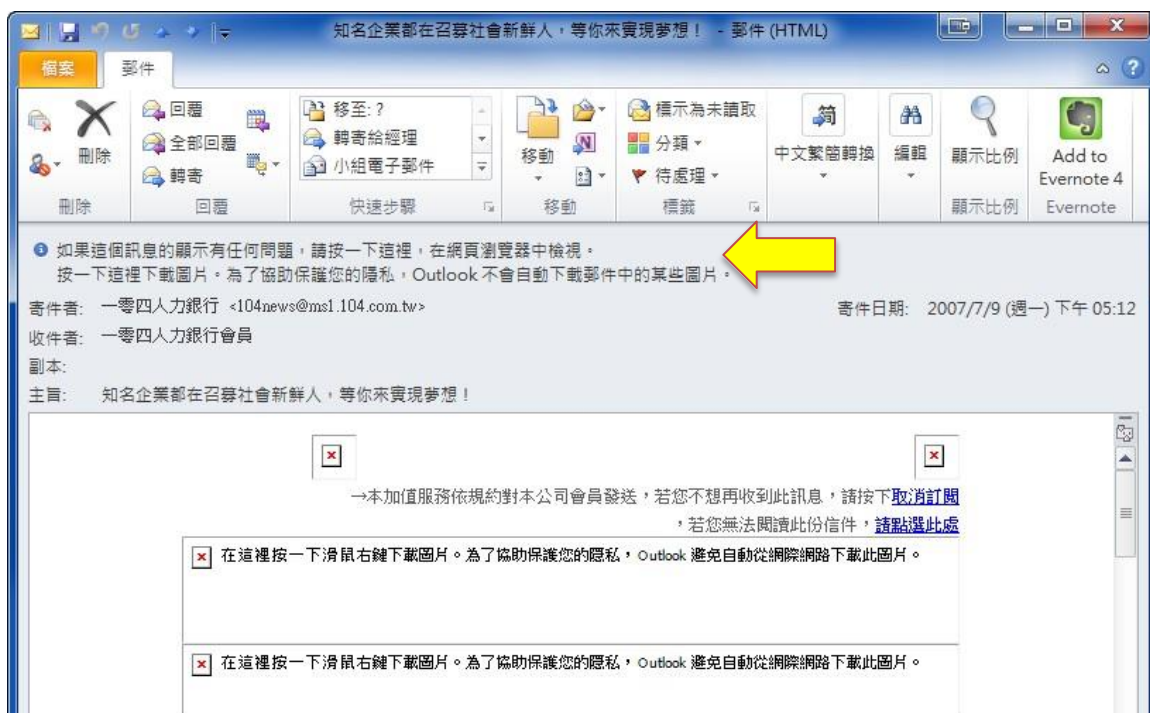 知名企業都在召募社會新鮮人，等你來實現夢想！ - 郵件 (HTML)
檔案
郵件
刪除
刪除
回覆
全部回覆
轉寄
回覆
移至: ?
轉寄給經理
小組電子郵件
快速步驟
移動
移動
標示為未讀取
分類
待處理
標籤
简
中文繁簡轉換
編輯
顯示比例
顯示比例
Add to
Evernote 4
Evernote
如果這個訊息的顯示有任何問題，請按一下這裡，在網頁瀏覽器中檢視。
按一下這裡下載圖片。為了協助保護您的隱私，Outlook 不會自動下載郵件中的某些圖片。
寄件者: 一零四人力銀行 <104news@ms1.104.com.tw>
寄件日期: 2007/7/9 (週一) 下午 05:12
收件者: 一零四人力銀行會員
副本:
主旨: 知名企業都在召募社會新鮮人，等你來實現夢想！
→本加值服務依規約對本公司會員發送，若您不想再收到此訊息，請按下取消訂閱
，若您無法閱讀此份信件，請點選此處
在這裡按一下滑鼠右鍵下載圖片。為了協助保護您的隱私，Outlook 避免自動從網際網路下載此圖片。
在這裡按一下滑鼠右鍵下載圖片。為了協助保護您的隱私，Outlook 避免自動從網際網路下載此圖片。